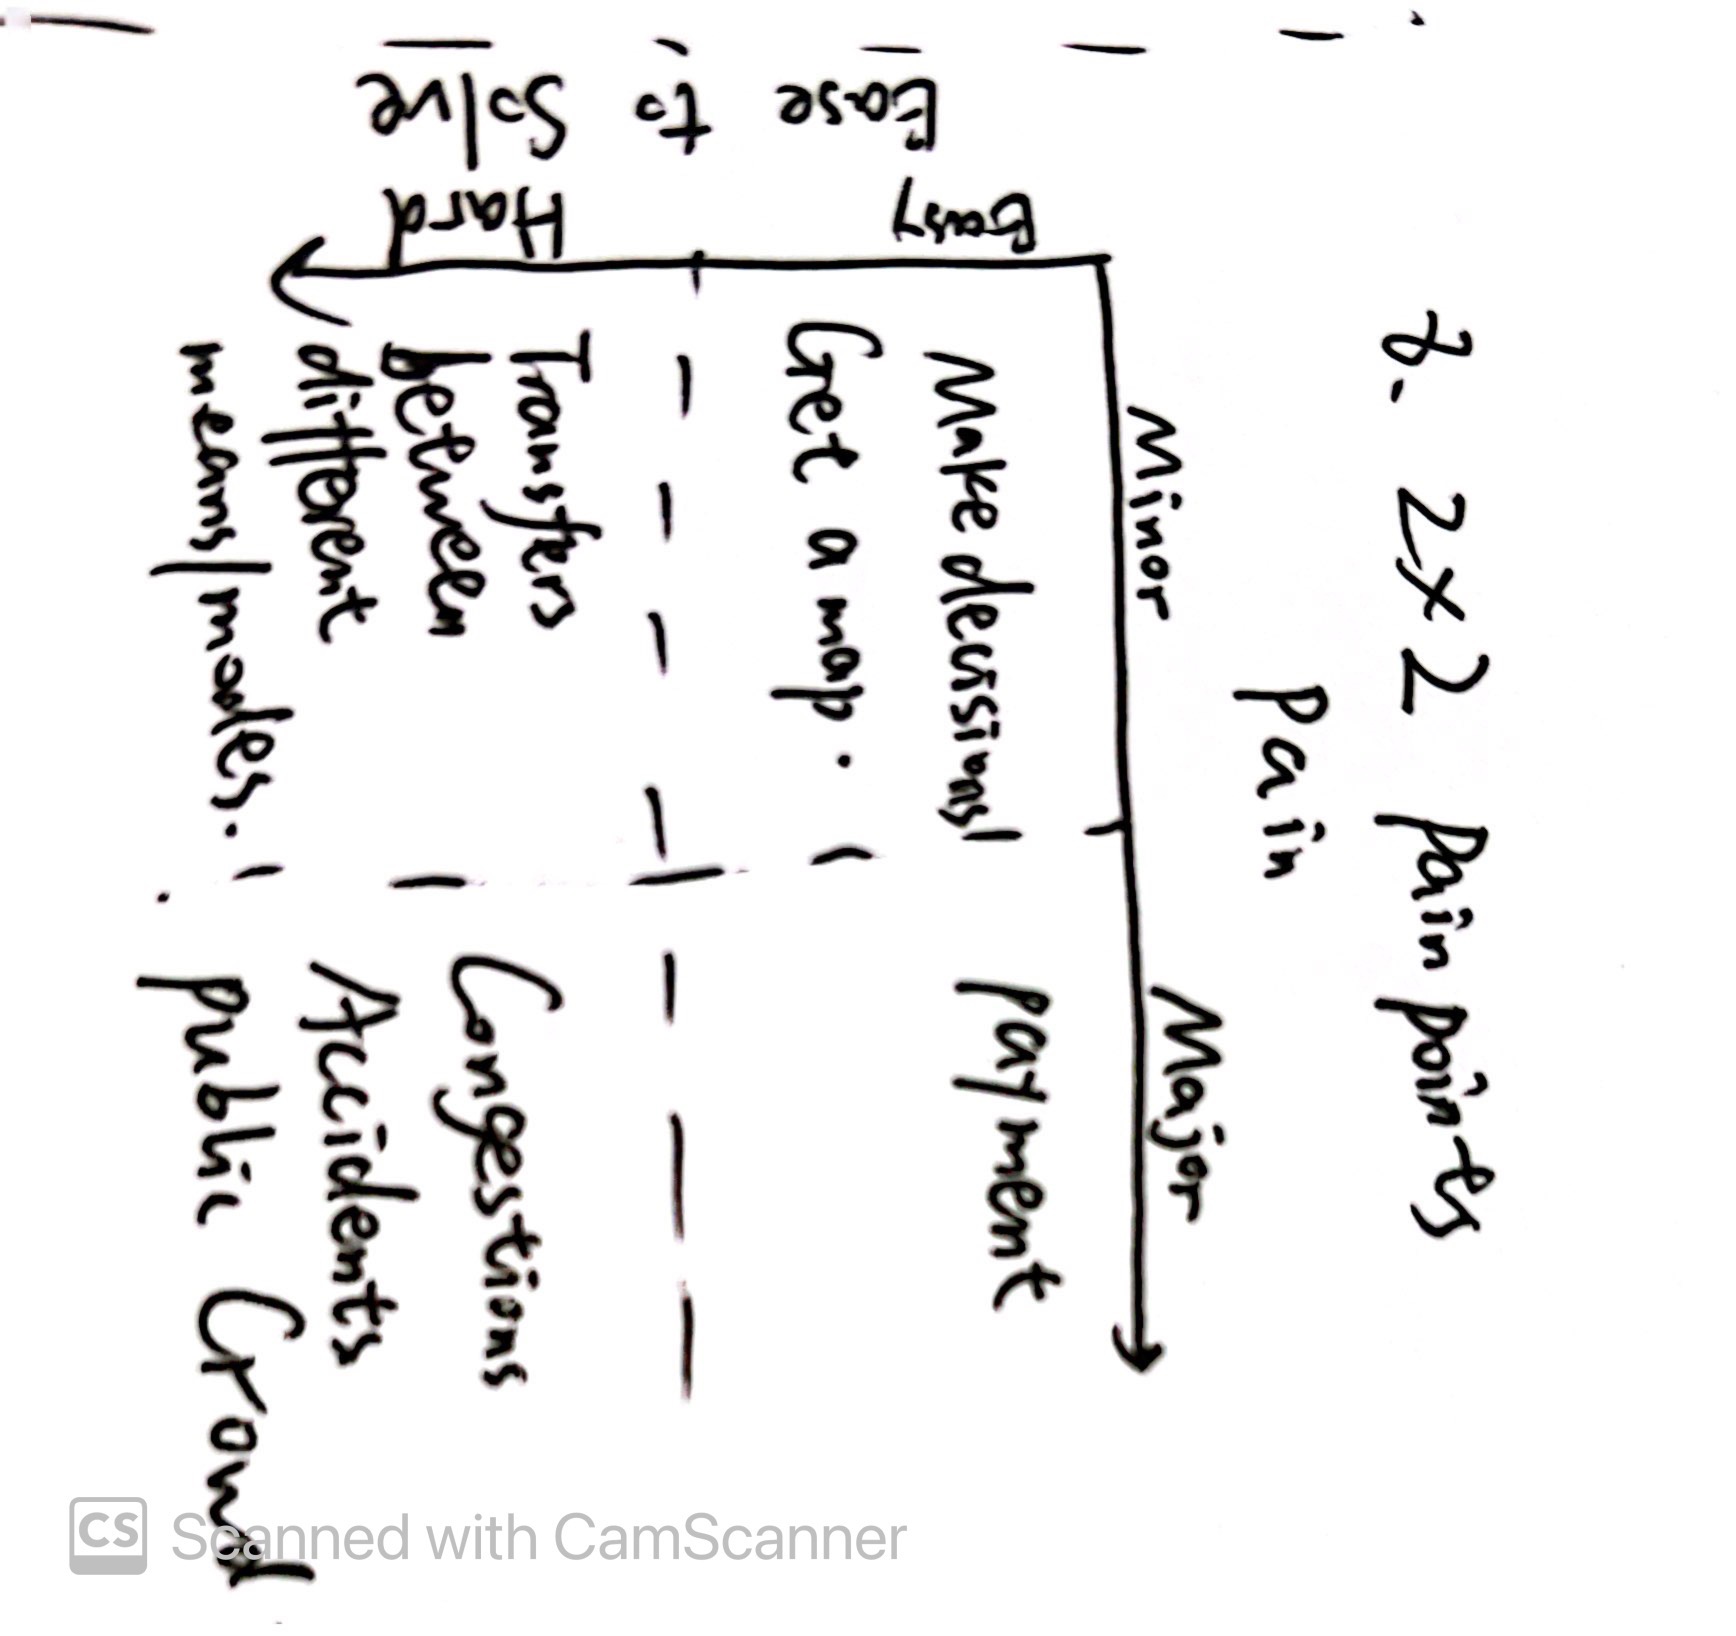 7. 2x2 Pain points
Pain
Minor
Major
Ease to Solve
Easy
Hard
Make decisions/
Get a map.
Payment
Transfers
between
different
means/modes.
Congestions
Accidents
Public Crowd
CS Scanned with CamScanner